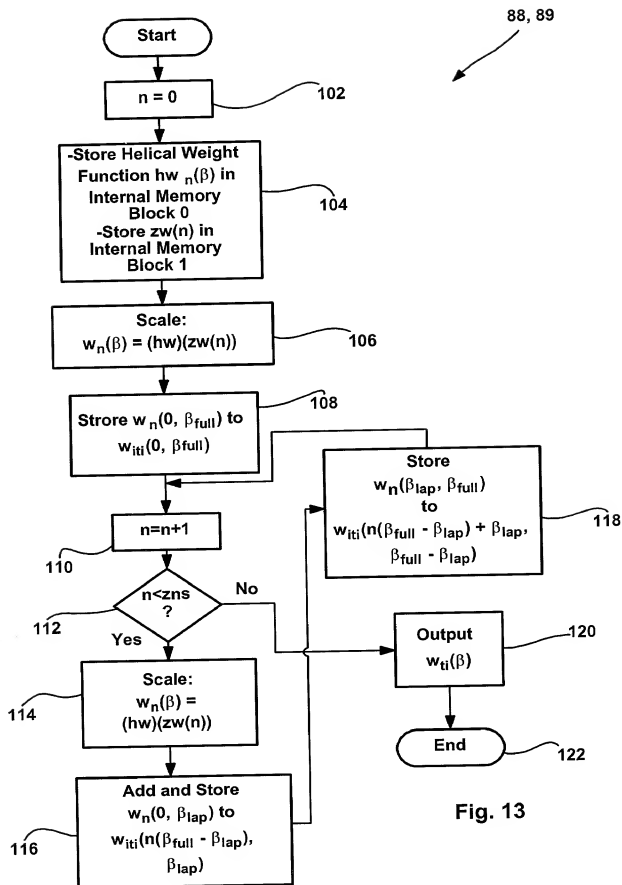 88, 89
Start
n = 0
102
-Store Helical Weight
Function hw n(β) in
Internal Memory
Block 0
-Store zw(n) in
Internal Memory
Block 1
104
Scale:
wn(β) = (hw)(zw(n))
106
Strore wn(0, βfull) to
witi(0, βfull)
108
n=n+1
110
n<zns
?
112
No
Yes
Scale:
wn(β) =
(hw)(zw(n))
114
Add and Store
wn(0, βlap) to
witi(n(βfull - βlap),
βlap)
116
Store
wn(βlap, βfull)
to
witi(n(βfull - βlap) + βlap,
βfull - βlap)
118
Output
wti(β)
120
End
122
Fig. 13